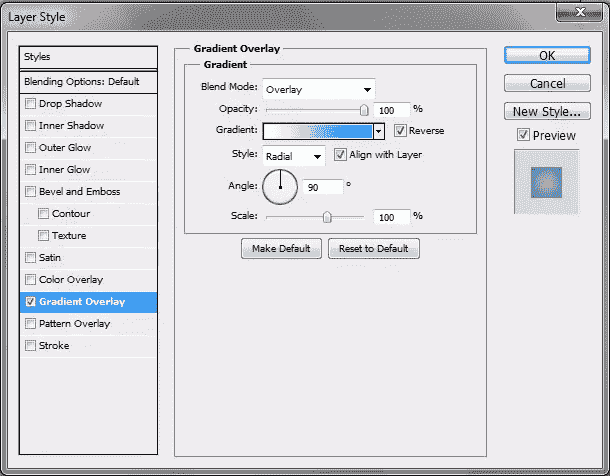 Layer Style
Styles
Blending Options: Default
Drop Shadow
Inner Shadow
Outer Glow
Inner Glow
Bevel and Emboss
Contour
Texture
Satin
Color Overlay
Gradient Overlay
Pattern Overlay
Stroke
Gradient Overlay
Gradient
Blend Mode: Overlay
Opacity: 100 %
Gradient: Reverse
Style: Radial Align with Layer
Angle: 90 °
Scale: 100 %
Make Default Reset to Default
OK
Cancel
New Style...
Preview